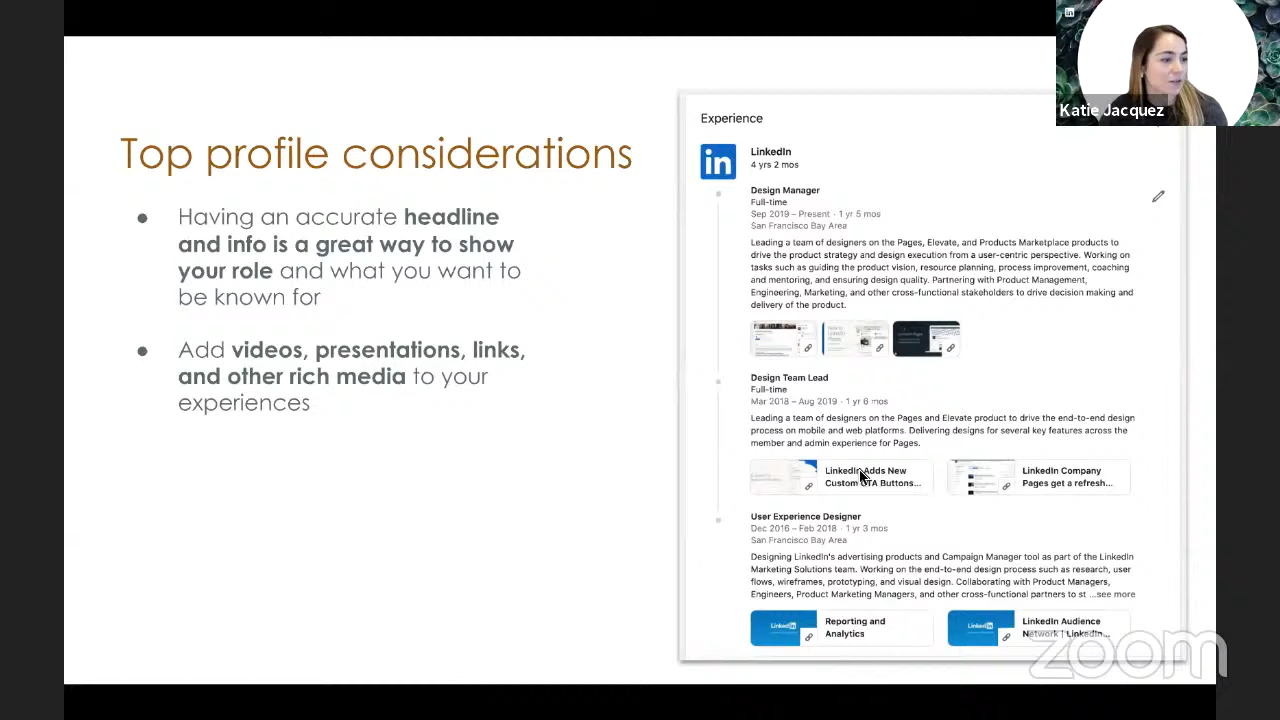 Katie Jacquez
Top profile considerations
Having an accurate headline
and info is a great way to show
your role and what you want to
be known for
Add videos, presentations, links,
and other rich media to your
experiences
Experience
in
LinkedIn
4 yrs 2 mos
Design Manager
Full-time
Sep 2019 – Present · 1 yr 5 mos
San Francisco Bay Area
Leading a team of designers on the Pages, Elevate, and Products Marketplace products to
drive the product strategy and design execution from a user-centric perspective. Working on
tasks such as guiding the product vision, resource planning, process improvement, coaching
and mentoring, and ensuring design quality. Partnering with Product Management,
Engineering, Marketing, and other cross-functional stakeholders to drive decision making and
delivery of the product.
Design Team Lead
Full-time
Mar 2018 – Aug 2019 · 1 yr 6 mos
Leading a team of designers on the Pages and Elevate product to drive the end-to-end design
process on mobile and web platforms. Delivering designs for several key features across the
member and admin experience for Pages.
LinkedIn Adds New
Custom CTA Buttons...
LinkedIn Company
Pages get a refresh...
User Experience Designer
Dec 2016 – Feb 2018 · 1 yr 3 mos
San Francisco Bay Area
Designing LinkedIn's advertising products and Campaign Manager tool as part of the LinkedIn
Marketing Solutions team. Working on the end-to-end design process such as research, user
flows, wireframes, prototyping, and visual design. Collaborating with Product Managers,
Engineers, Product Marketing Managers, and other cross-functional partners to st ...see more
LinkedIn
Reporting and
Analytics
LinkedIn
LinkedIn Audience
Network | LinkedIn...
zoom